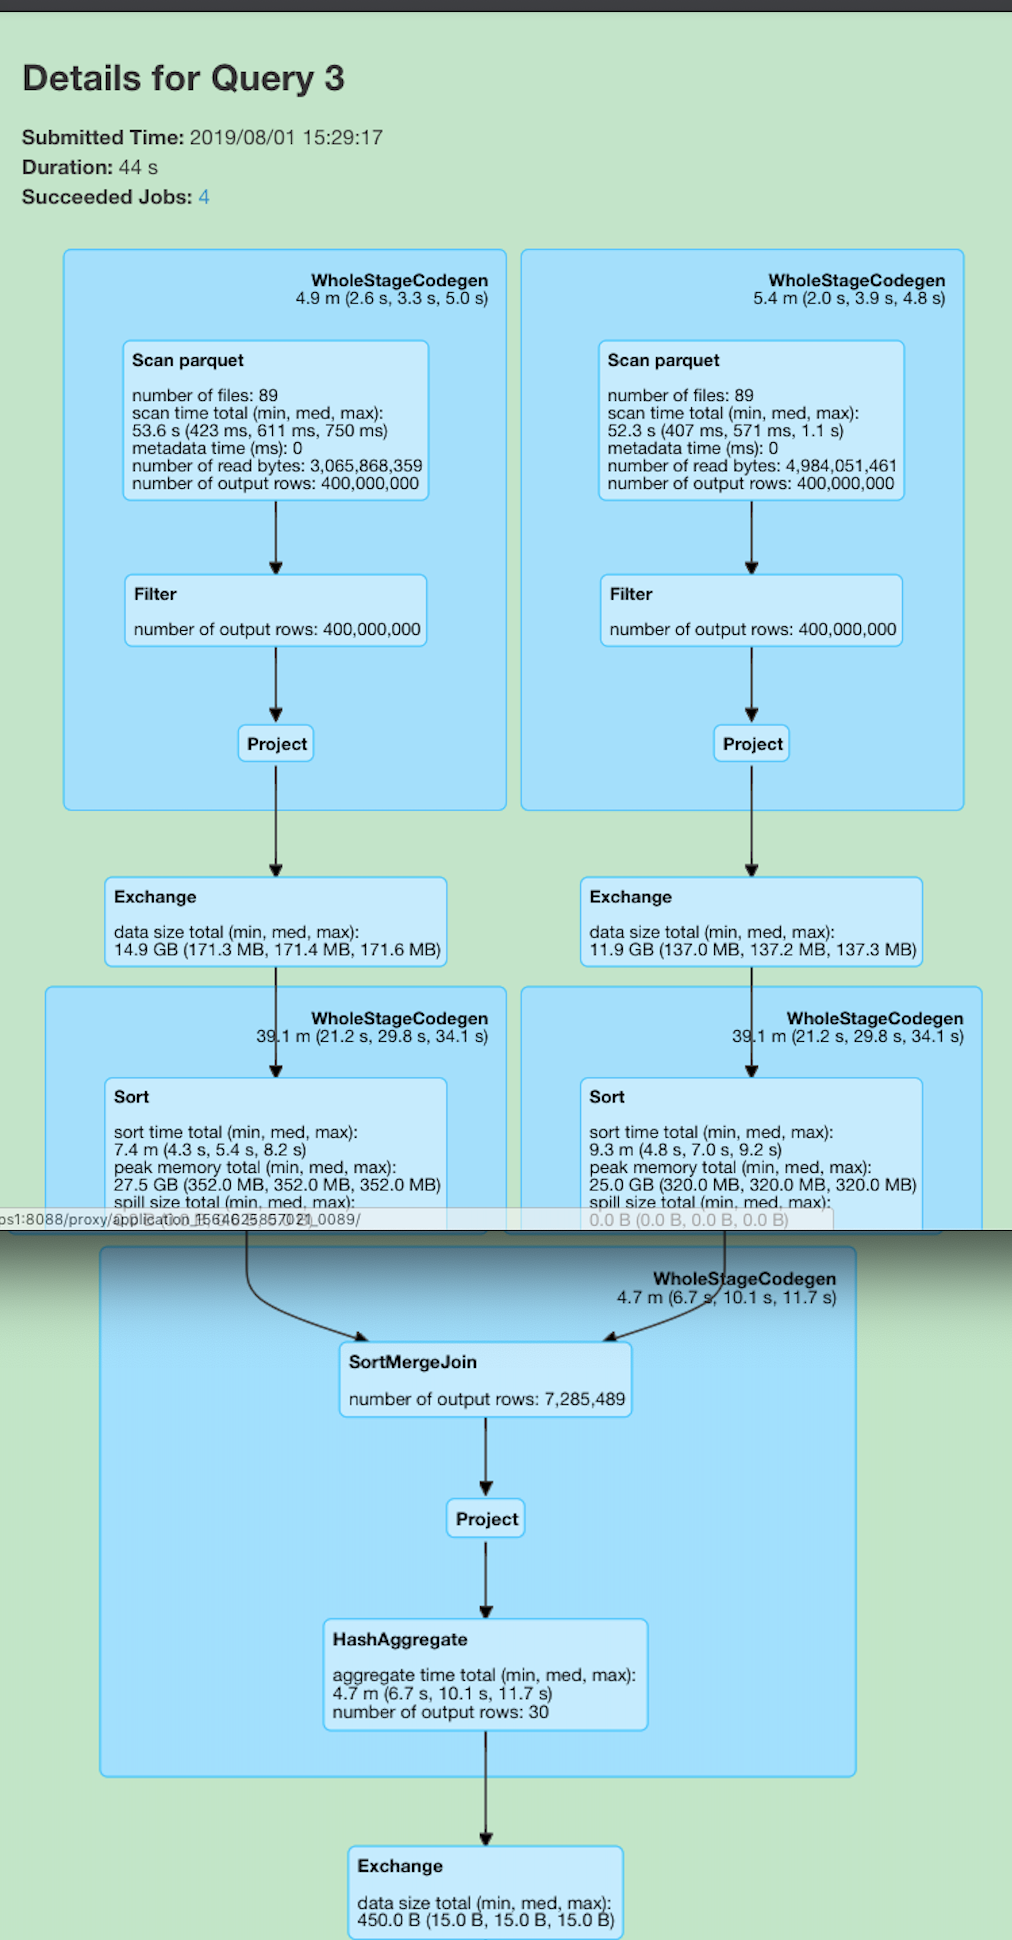 Details for Query 3
Submitted Time: 2019/08/01 15:29:17
Duration: 44 s
Succeeded Jobs: 4
WholeStageCodegen
4.9 m (2.6 s, 3.3 s, 5.0 s)
Scan parquet
number of files: 89
scan time total (min, med, max):
53.6 s (423 ms, 611 ms, 750 ms)
metadata time (ms): 0
number of read bytes: 3,065,868,359
number of output rows: 400,000,000
Filter
number of output rows: 400,000,000
Project
WholeStageCodegen
5.4 m (2.0 s, 3.9 s, 4.8 s)
Scan parquet
number of files: 89
scan time total (min, med, max):
52.3 s (407 ms, 571 ms, 1.1 s)
metadata time (ms): 0
number of read bytes: 4,984,051,461
number of output rows: 400,000,000
Filter
number of output rows: 400,000,000
Project
Exchange
data size total (min, med, max):
14.9 GB (171.3 MB, 171.4 MB, 171.6 MB)
Exchange
data size total (min, med, max):
11.9 GB (137.0 MB, 137.2 MB, 137.3 MB)
WholeStageCodegen
39.1 m (21.2 s, 29.8 s, 34.1 s)
Sort
sort time total (min, med, max):
7.4 m (4.3 s, 5.4 s, 8.2 s)
peak memory total (min, med, max):
27.5 GB (352.0 MB, 352.0 MB, 352.0 MB)
spill size total (min, med, max):
WholeStageCodegen
39.1 m (21.2 s, 29.8 s, 34.1 s)
Sort
sort time total (min, med, max):
9.3 m (4.8 s, 7.0 s, 9.2 s)
peak memory total (min, med, max):
25.0 GB (320.0 MB, 320.0 MB, 320.0 MB)
spill size total (min, med, max):
0.0 B (0.0 B, 0.0 B, 0.0 B)
os1:8088/proxy/application_1564625857021_0089/
WholeStageCodegen
4.7 m (6.7 s, 10.1 s, 11.7 s)
SortMergeJoin
number of output rows: 7,285,489
Project
HashAggregate
aggregate time total (min, med, max):
4.7 m (6.7 s, 10.1 s, 11.7 s)
number of output rows: 30
Exchange
data size total (min, med, max):
450.0 B (15.0 B, 15.0 B, 15.0 B)